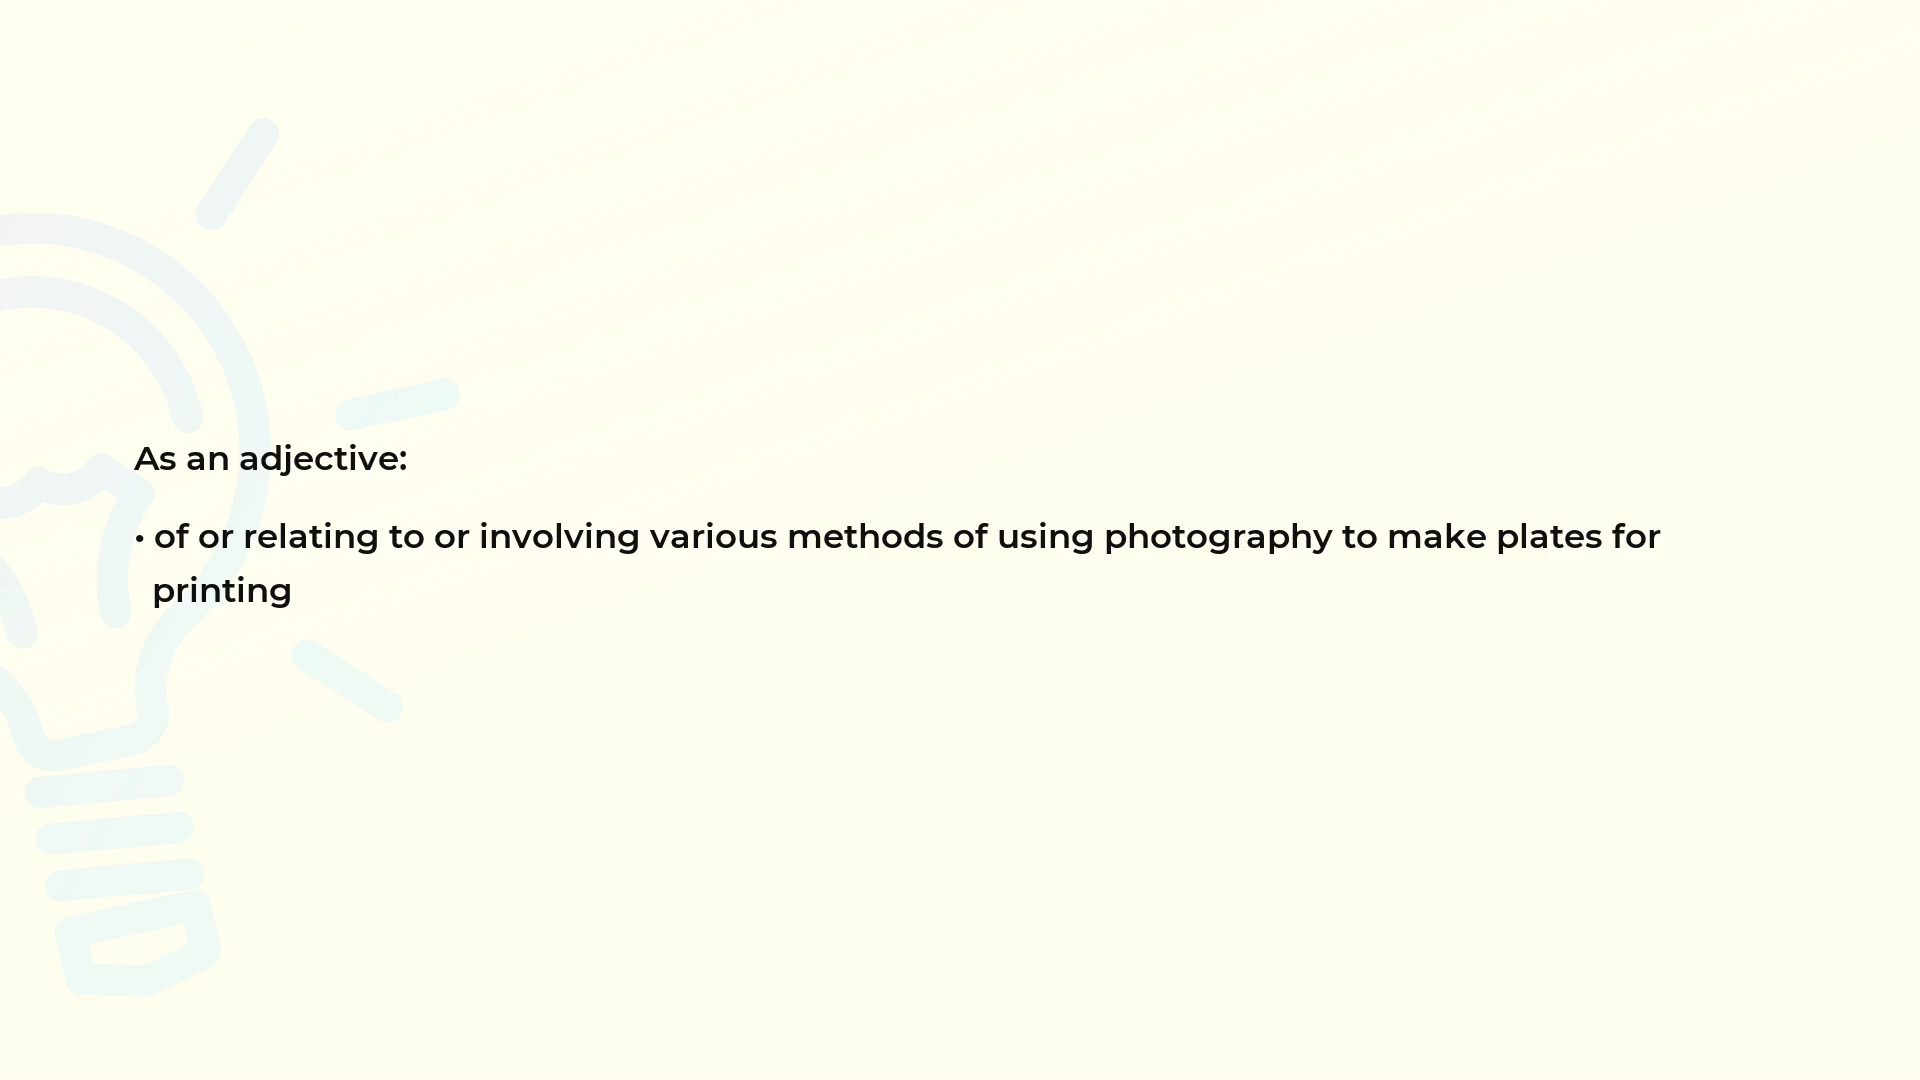 As an adjective:
• of or relating to or involving various methods of using photography to make plates for
printing